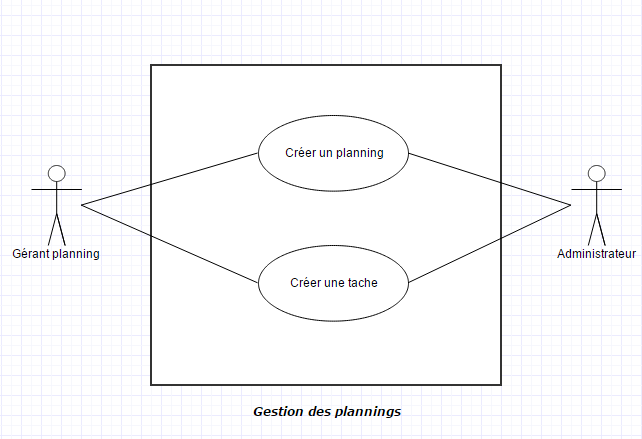 Créer un planning
Gérant planning
Administrateur
Créer une tache
Gestion des plannings